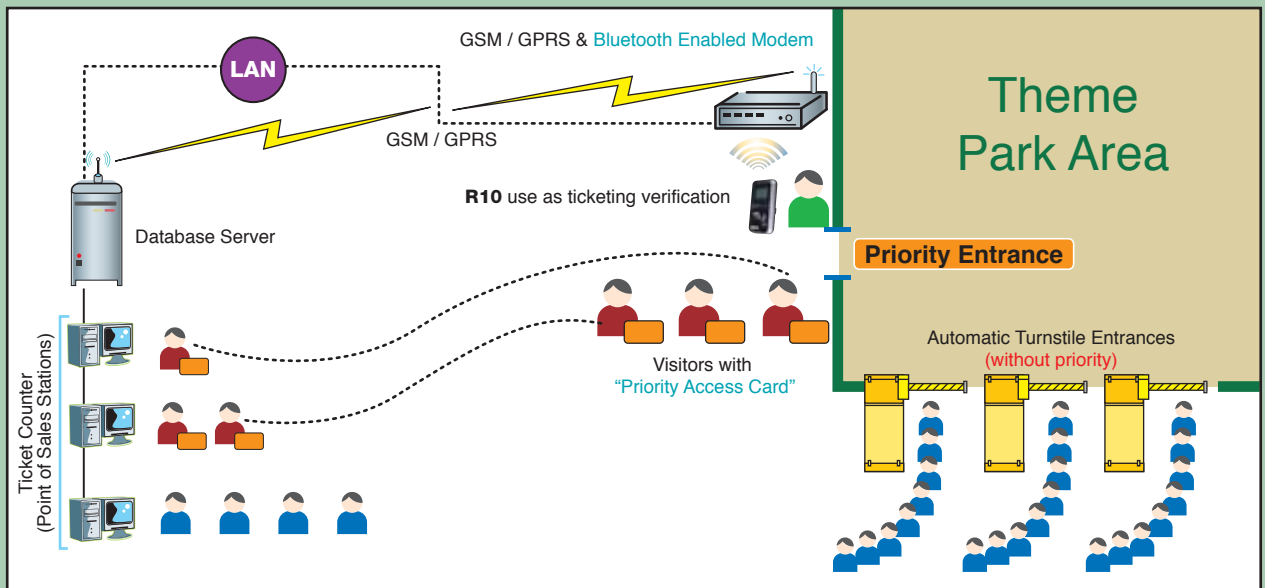 GSM / GPRS & Bluetooth Enabled Modem
LAN
GSM / GPRS
Theme
Park Area
R10 use as ticketing verification
Database Server
Priority Entrance
Ticket Counter
(Point of Sales Stations)
Visitors with
“Priority Access Card”
Automatic Turnstile Entrances
(without priority)